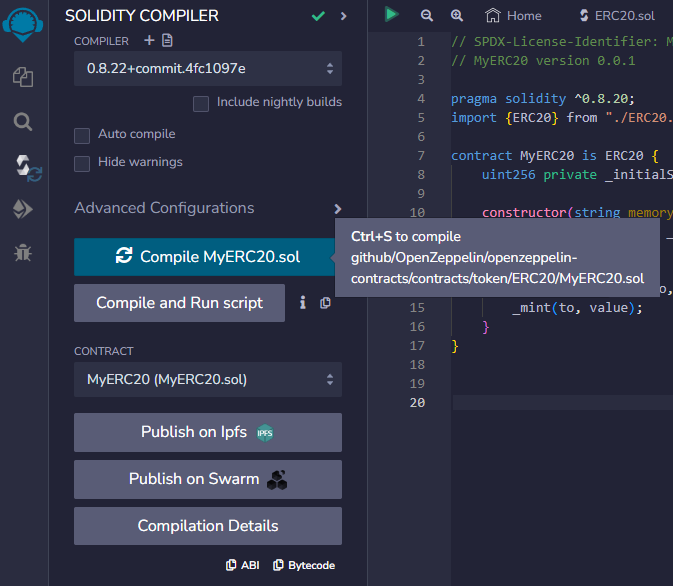 SOLIDITY COMPILER
COMPILER
0.8.22+commit.4fc1097e
Include nightly builds
Auto compile
Hide warnings
Advanced Configurations
Compile MyERC20.sol
Compile and Run script
CONTRACT
MyERC20 (MyERC20.sol)
Publish on Ipfs IPFS
Publish on Swarm
Compilation Details
ABI Bytecode
Home ERC20.sol
1 // SPDX-License-Identifier: M
2 // MyERC20 version 0.0.1
3
4 pragma solidity ^0.8.20;
5 import {ERC20} from "./ERC20.
6
7 contract MyERC20 is ERC20 {
8 uint256 private _initialS
9
10 constructor(string memory
Ctrl+S to compile
github/OpenZeppelin/openzeppelin-
contracts/contracts/token/ERC20/MyERC20.sol
15 _mint(to, value);
16 }
17 }
18
19
20